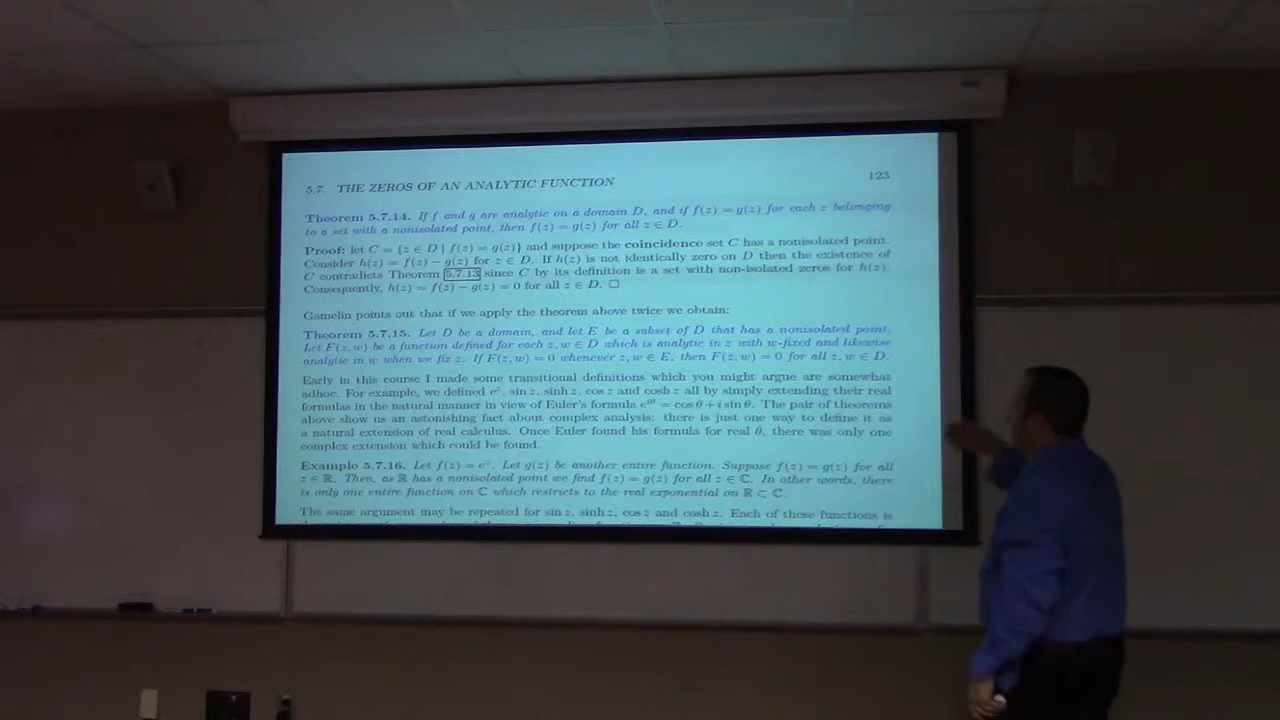 5.7. THE ZEROS OF AN ANALYTIC FUNCTION 123
Theorem 5.7.14. If f and g are analytic on a domain D, and if f(z) = g(z) for each z belonging
to a set with a nonisolated point, then f(z) = g(z) for all z ∈ D.
Proof: let C = {z ∈ D | f(z) = g(z)} and suppose the coincidence set C has a nonisolated point.
Consider h(z) = f(z) − g(z) for z ∈ D. If h(z) is not identically zero on D then the existence of
C contradicts Theorem 5.7.13 since C by its definition is a set with non-isolated zeros for h(z).
Consequently, h(z) = f(z) − g(z) = 0 for all z ∈ D. □
Gamelin points out that if we apply the theorem above twice we obtain:
Theorem 5.7.15. Let D be a domain, and let E be a subset of D that has a nonisolated point.
Let F(z, w) be a function defined for each z, w ∈ D which is analytic in z with w-fixed and likewise
analytic in w when we fix z. If F(z, w) = 0 whenever z, w ∈ E, then F(z, w) = 0 for all z, w ∈ D.
Early in this course I made some transitional definitions which you might argue are somewhat
adhoc. For example, we defined eᶻ, sin z, sinh z, cos z and cosh z all by simply extending their real
formulas in the natural manner in view of Euler's formula e^{iθ} = cos θ + i sin θ. The pair of theorems
above show us an astonishing fact about complex analysis: there is just one way to define it as
a natural extension of real calculus. Once Euler found his formula for real θ, there was only one
complex extension which could be found.
Example 5.7.16. Let f(z) = eᶻ. Let g(z) be another entire function. Suppose f(z) = g(z) for all
z ∈ ℝ. Then, as ℝ has a nonisolated point we find f(z) = g(z) for all z ∈ ℂ. In other words, there
is only one entire function on ℂ which restricts to the real exponential on ℝ ⊂ ℂ.
The same argument may be repeated for sin z, sinh z, cos z and cosh z. Each of these functions is